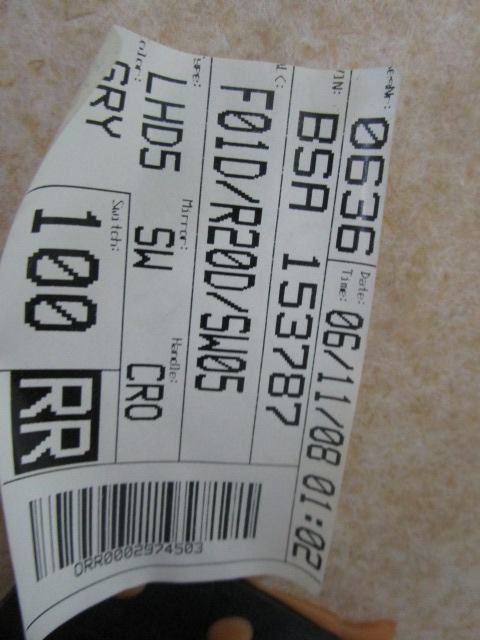 0636 Date: 06/11/08
Time: 01:02
BSA 153787
F01D/R20D/SW05
LHD5 Mirror: SW Handle: CRO
GRY
Switch: 100 RR
ORR0002974503